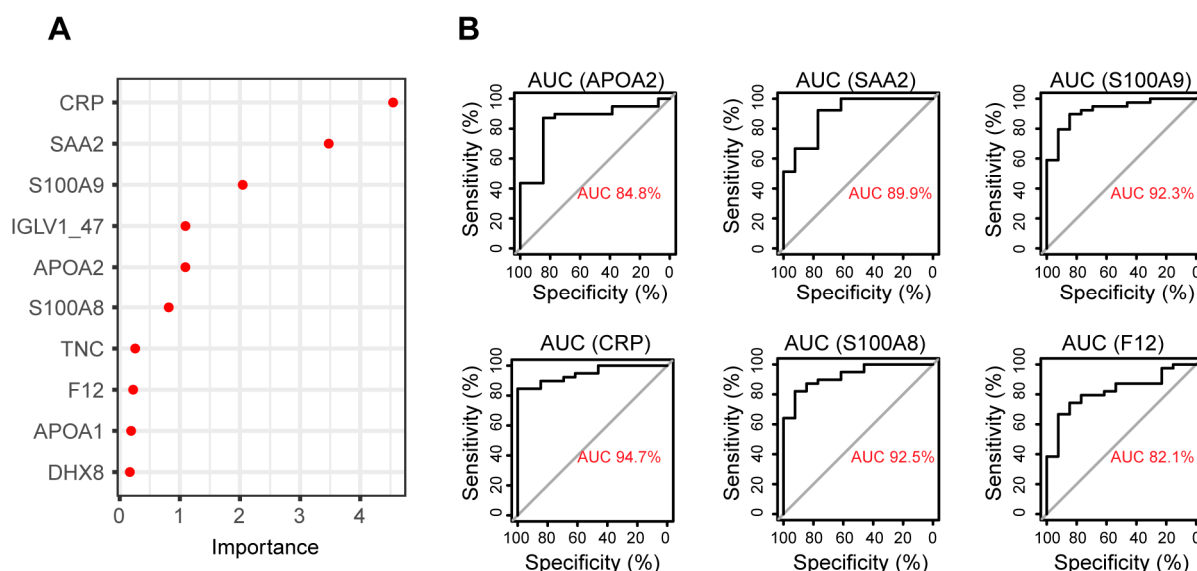 A
CRP
SAA2
S100A9
IGLV1_47
APOA2
S100A8
TNC
F12
APOA1
DHX8
0 1 2 3 4
Importance
B
AUC (APOA2)
Sensitivity (%)
0 20 40 60 80 100
AUC 84.8%
100 80 60 40 20 0
Specificity (%)
AUC (SAA2)
Sensitivity (%)
0 20 40 60 80 100
AUC 89.9%
100 80 60 40 20 0
Specificity (%)
AUC (S100A9)
Sensitivity (%)
0 20 40 60 80 100
AUC 92.3%
100 80 60 40 20 0
Specificity (%)
AUC (CRP)
Sensitivity (%)
0 20 40 60 80 100
AUC 94.7%
100 80 60 40 20 0
Specificity (%)
AUC (S100A8)
Sensitivity (%)
0 20 40 60 80 100
AUC 92.5%
100 80 60 40 20 0
Specificity (%)
AUC (F12)
Sensitivity (%)
0 20 40 60 80 100
AUC 82.1%
100 80 60 40 20 0
Specificity (%)